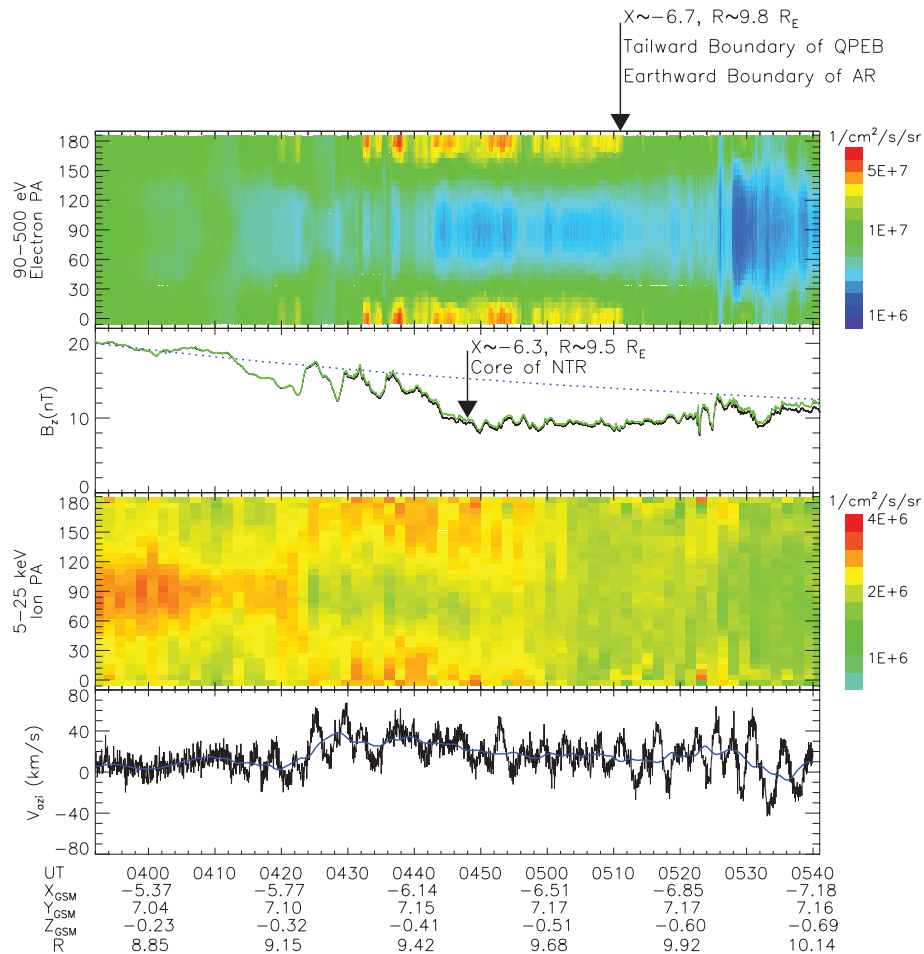 X~−6.7, R~9.8 R_E
Tailward Boundary of QPEB
Earthward Boundary of AR
1/cm²/s/sr
180
150
120
90
60
30
0
90−500 eV
Electron PA
5E+7
1E+7
1E+6
X~−6.3, R~9.5 R_E
Core of NTR
20
10
0
B_z(nT)
1/cm²/s/sr
180
150
120
90
60
30
0
5−25 keV
Ion PA
4E+6
2E+6
1E+6
80
40
0
−40
−80
V_azi (km/s)
UT 0400 0410 0420 0430 0440 0450 0500 0510 0520 0530 0540
X_GSM −5.37 −5.77 −6.14 −6.51 −6.85 −7.18
Y_GSM 7.04 7.10 7.15 7.17 7.17 7.16
Z_GSM −0.23 −0.32 −0.41 −0.51 −0.60 −0.69
R 8.85 9.15 9.42 9.68 9.92 10.14